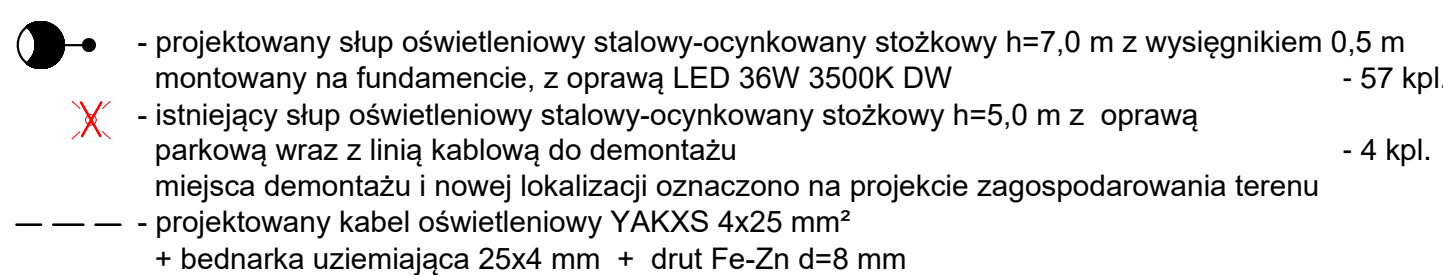 - projektowany słup oświetleniowy stalowy-ocynkowany stożkowy h=7,0 m z wysięgnikiem 0,5 m
montowany na fundamencie, z oprawą LED 36W 3500K DW - 57 kpl.
- istniejący słup oświetleniowy stalowy-ocynkowany stożkowy h=5,0 m z oprawą
parkową wraz z linią kablową do demontażu - 4 kpl.
miejsca demontażu i nowej lokalizacji oznaczono na projekcie zagospodarowania terenu
- projektowany kabel oświetleniowy YAKXS 4x25 mm²
+ bednarka uziemiająca 25x4 mm + drut Fe-Zn d=8 mm